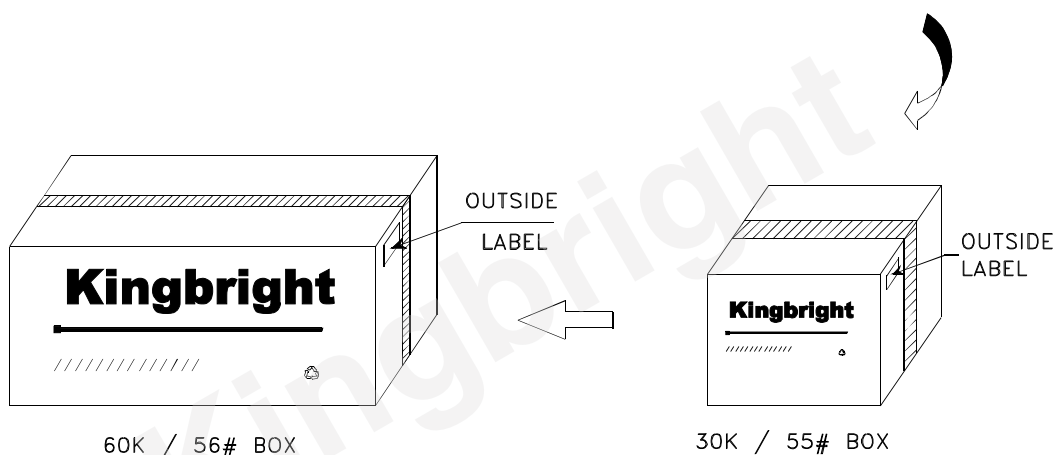 OUTSIDE
LABEL
Kingbright
60K / 56# BOX
OUTSIDE
LABEL
Kingbright
30K / 55# BOX
Kingbright